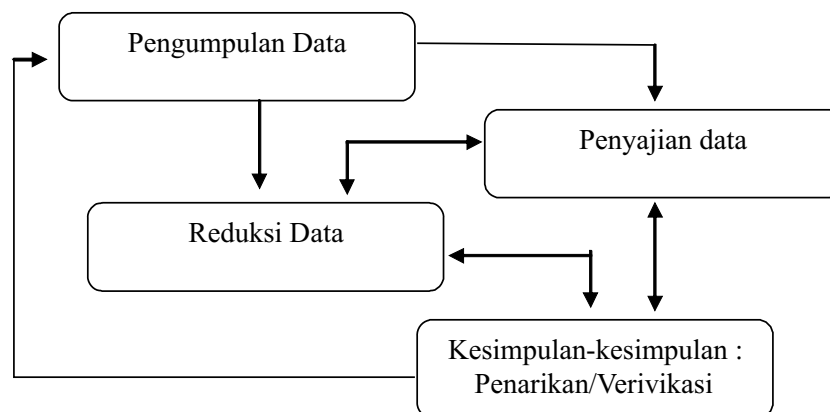 Pengumpulan Data
Penyajian data
Reduksi Data
Kesimpulan-kesimpulan :
Penarikan/Verivikasi